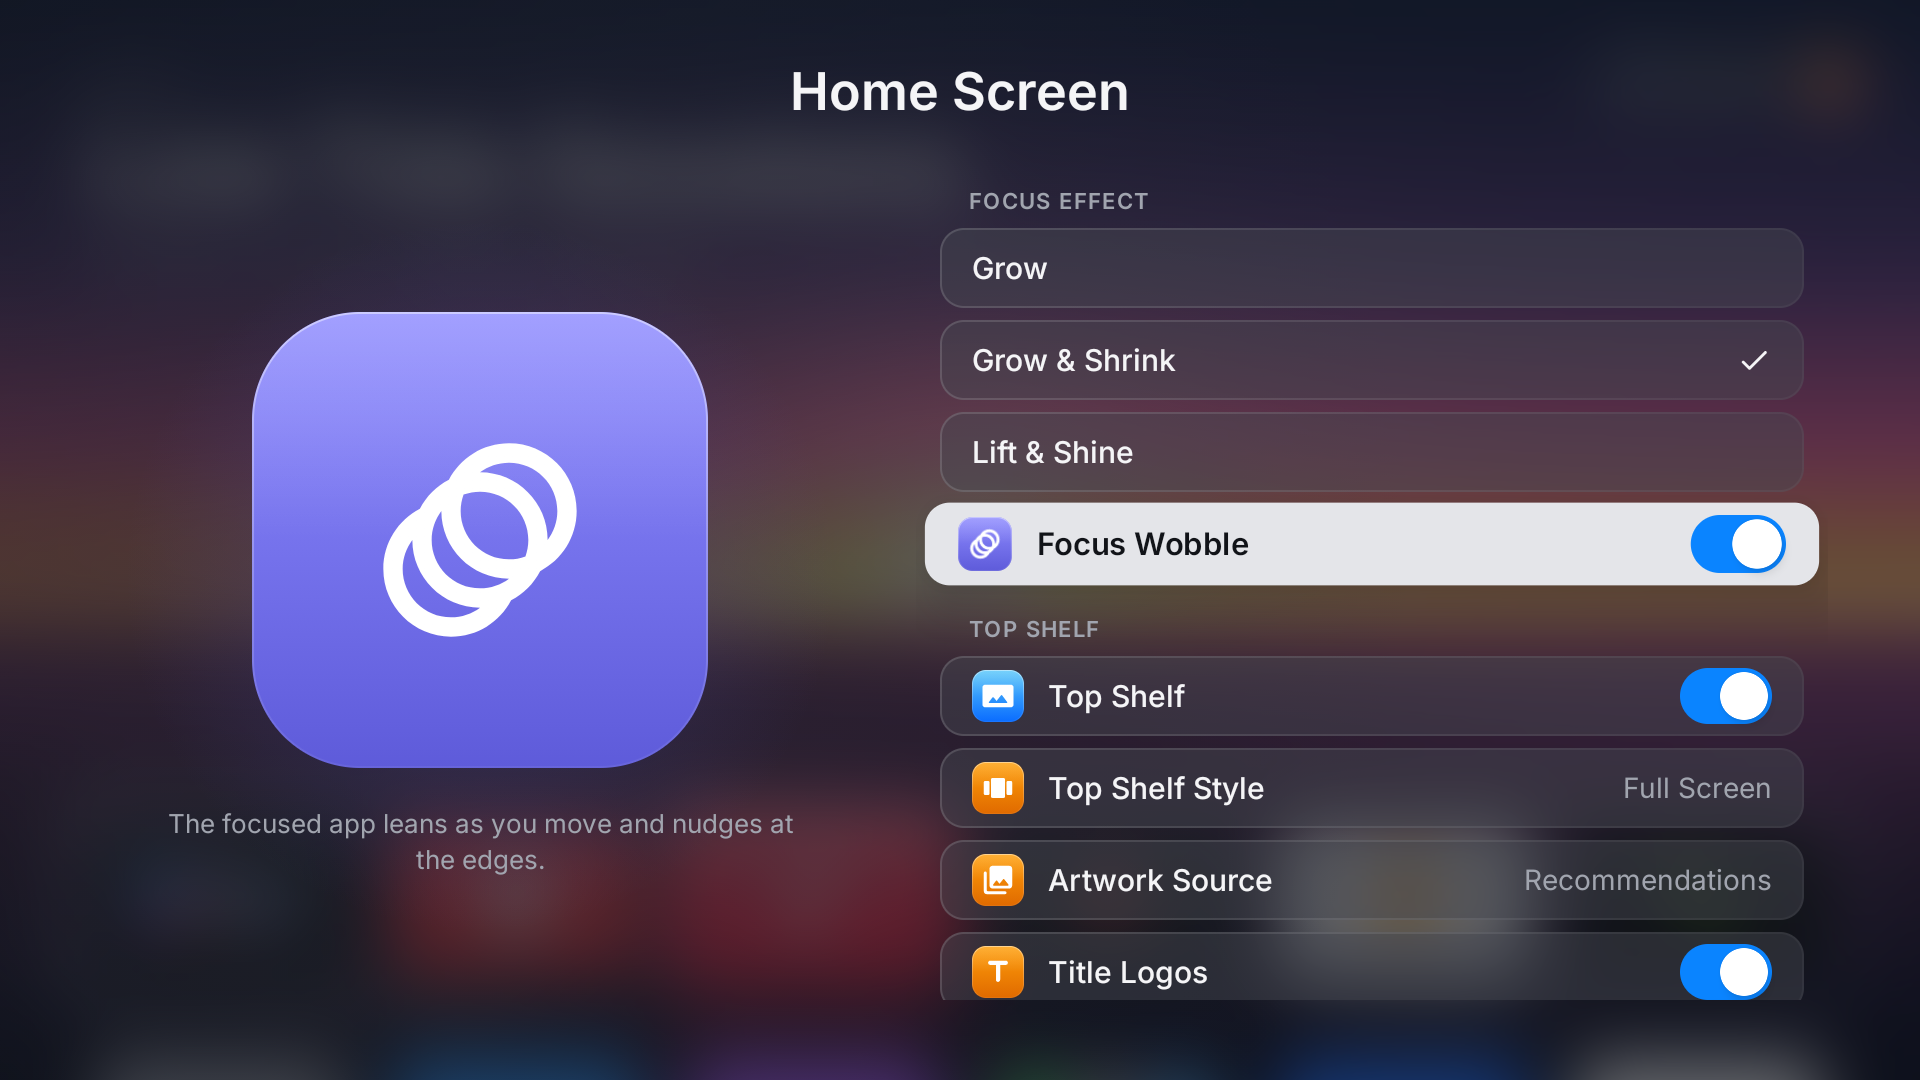 Home Screen
FOCUS EFFECT
Grow
Grow & Shrink
Lift & Shine
Focus Wobble
TOP SHELF
Top Shelf
Top Shelf Style Full Screen
Artwork Source Recommendations
Title Logos
The focused app leans as you move and nudges at
the edges.